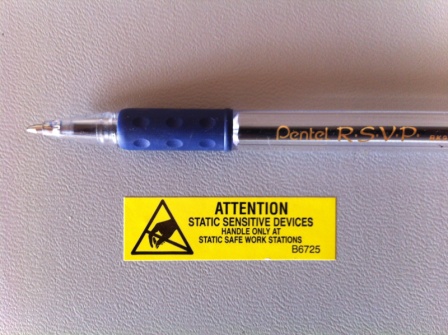 Pentel R.S.V.P.
ATTENTION
STATIC SENSITIVE DEVICES
HANDLE ONLY AT
STATIC SAFE WORK STATIONS
B6725